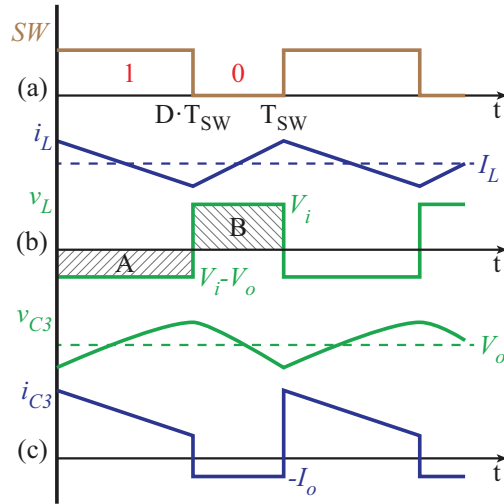 SW
1 0
(a)
t
D·T_SW T_SW
i_L
I_L
v_L
V_i
B
(b)
A
t
V_i-V_o
v_C3
V_o
i_C3
(c)
t
-I_o